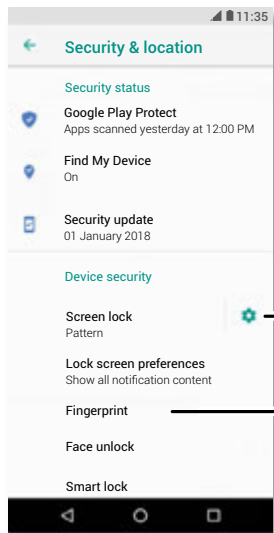 11:35
Security & location
Security status
Google Play Protect
Apps scanned yesterday at 12:00 PM
Find My Device
On
Security update
01 January 2018
Device security
Screen lock
Pattern
Lock screen preferences
Show all notification content
Fingerprint
Face unlock
Smart lock